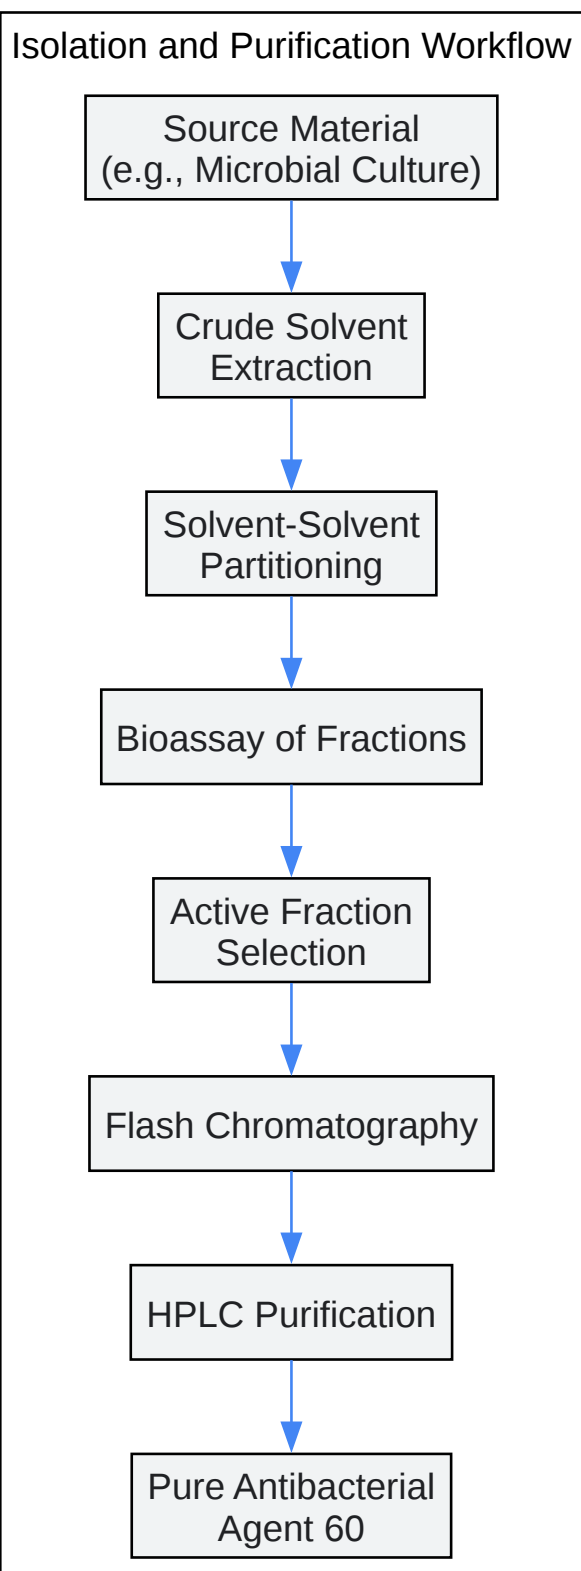 Isolation and Purification Workflow
Source Material
(e.g., Microbial Culture)
Crude Solvent
Extraction
Solvent-Solvent
Partitioning
Bioassay of Fractions
Active Fraction
Selection
Flash Chromatography
HPLC Purification
Pure Antibacterial
Agent 60